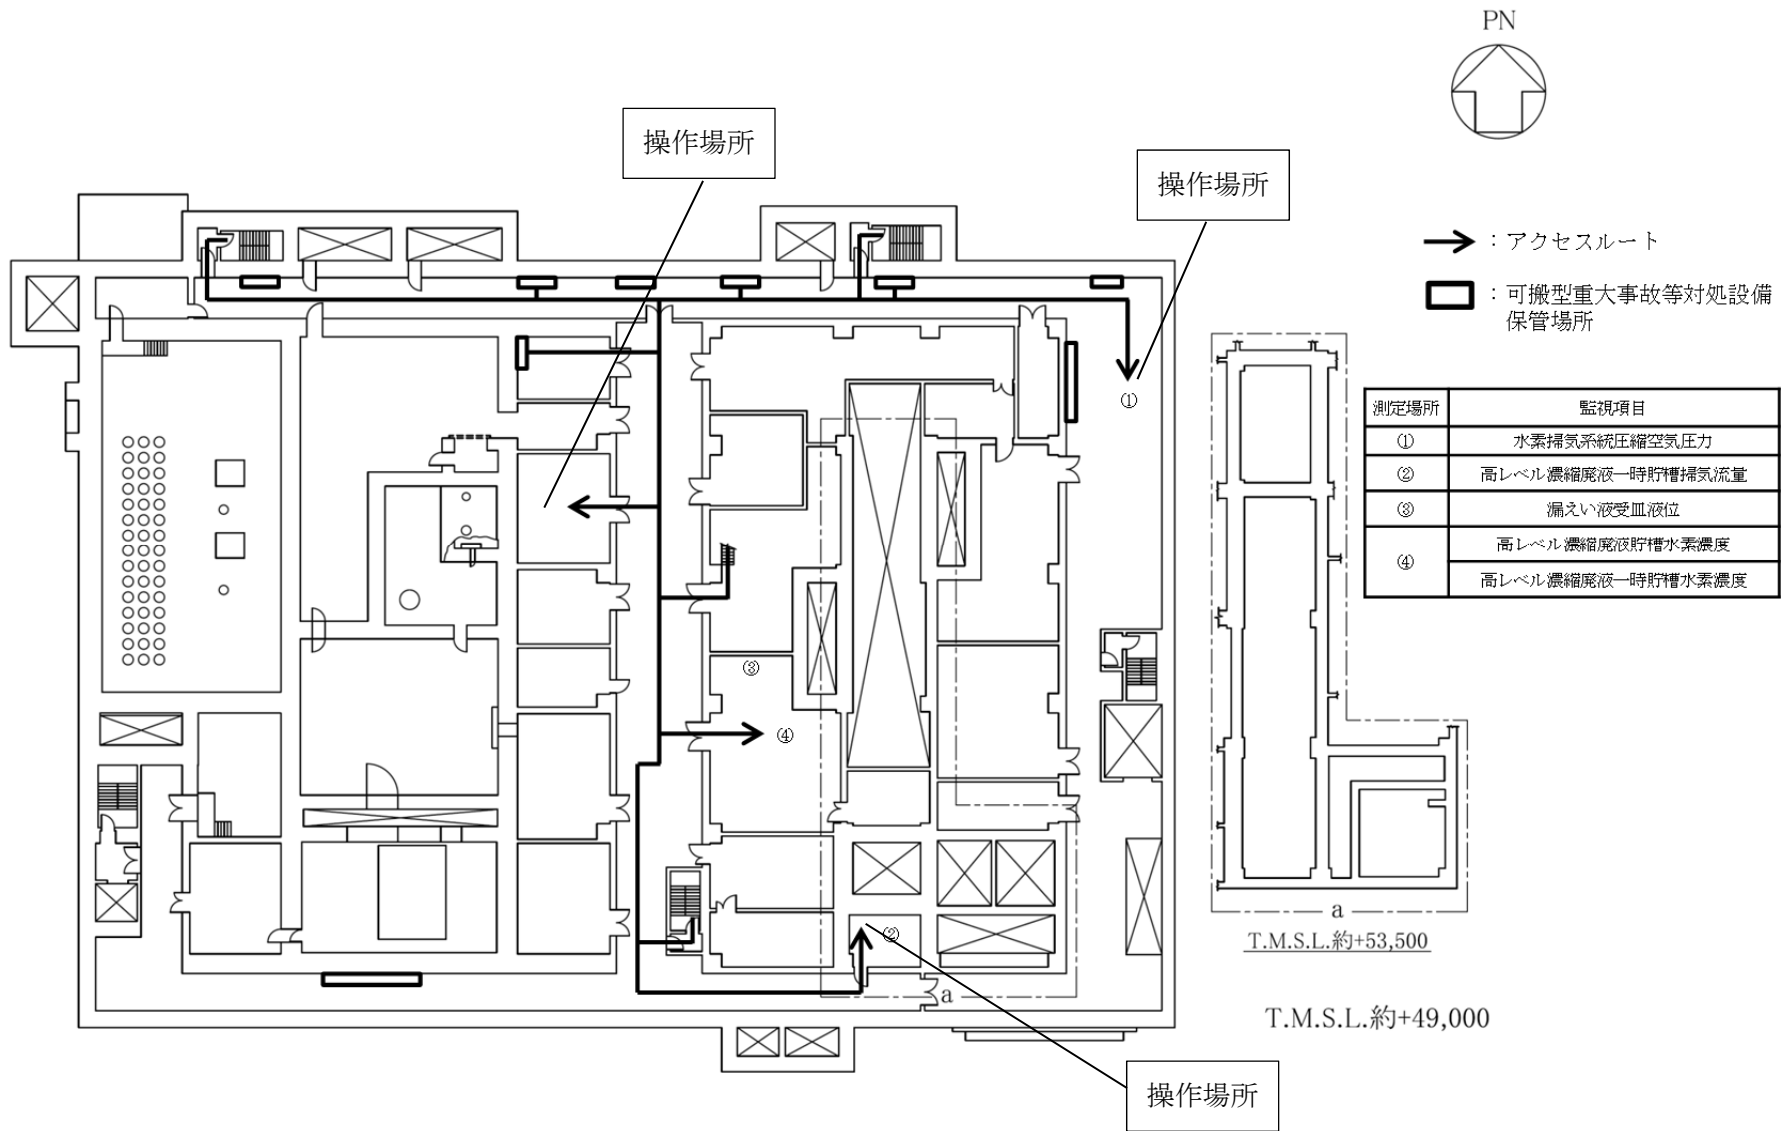 PN
操作場所
操作場所
：アクセスルート
：可搬型重大事故等対処設備
保管場所
測定場所 監視項目
① 水素掃気系統圧縮空気圧力
② 高レベル濃縮廃液一時貯槽掃気流量
③ 漏えい液受皿液位
④ 高レベル濃縮廃液貯槽水素濃度
高レベル濃縮廃液一時貯槽水素濃度
①
③
④
②
a
a
T.M.S.L.約+53,500
T.M.S.L.約+49,000
操作場所